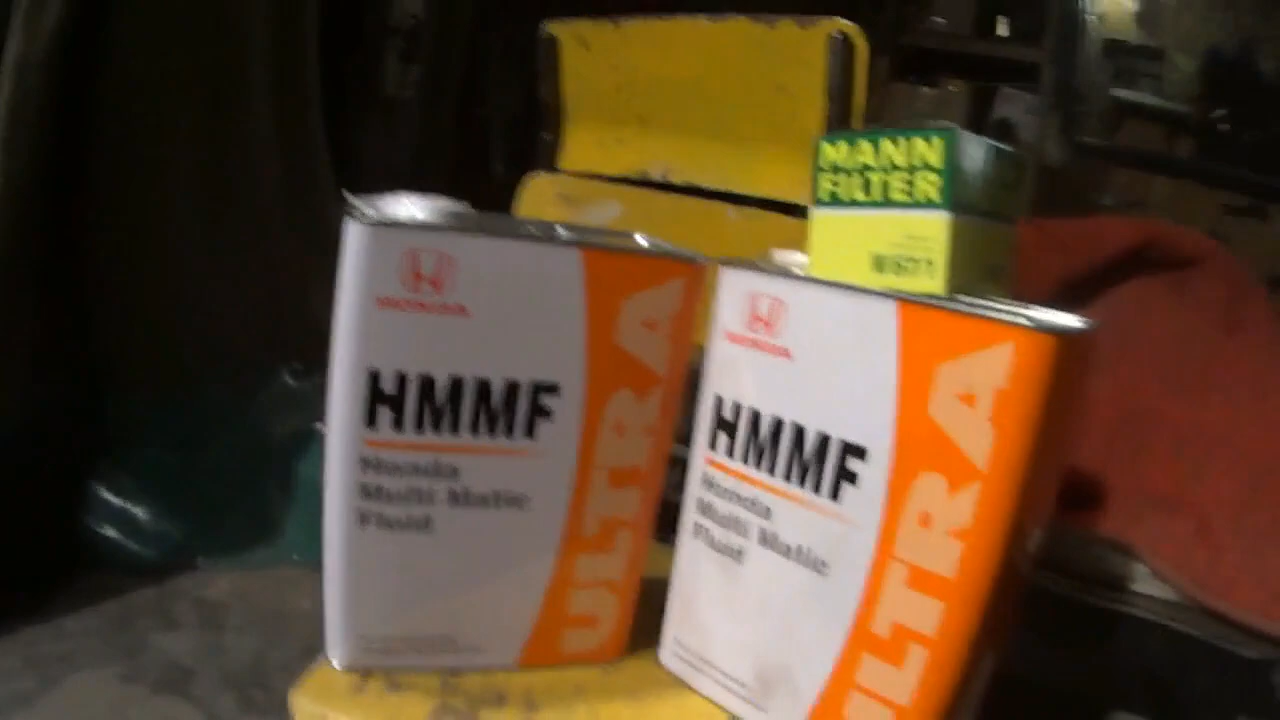 HONDA
HMMF
Honda
Multi Matic
Fluid
ULTRA
MANN
FILTER
HONDA
HMMF
Honda
Multi Matic
Fluid
ULTRA